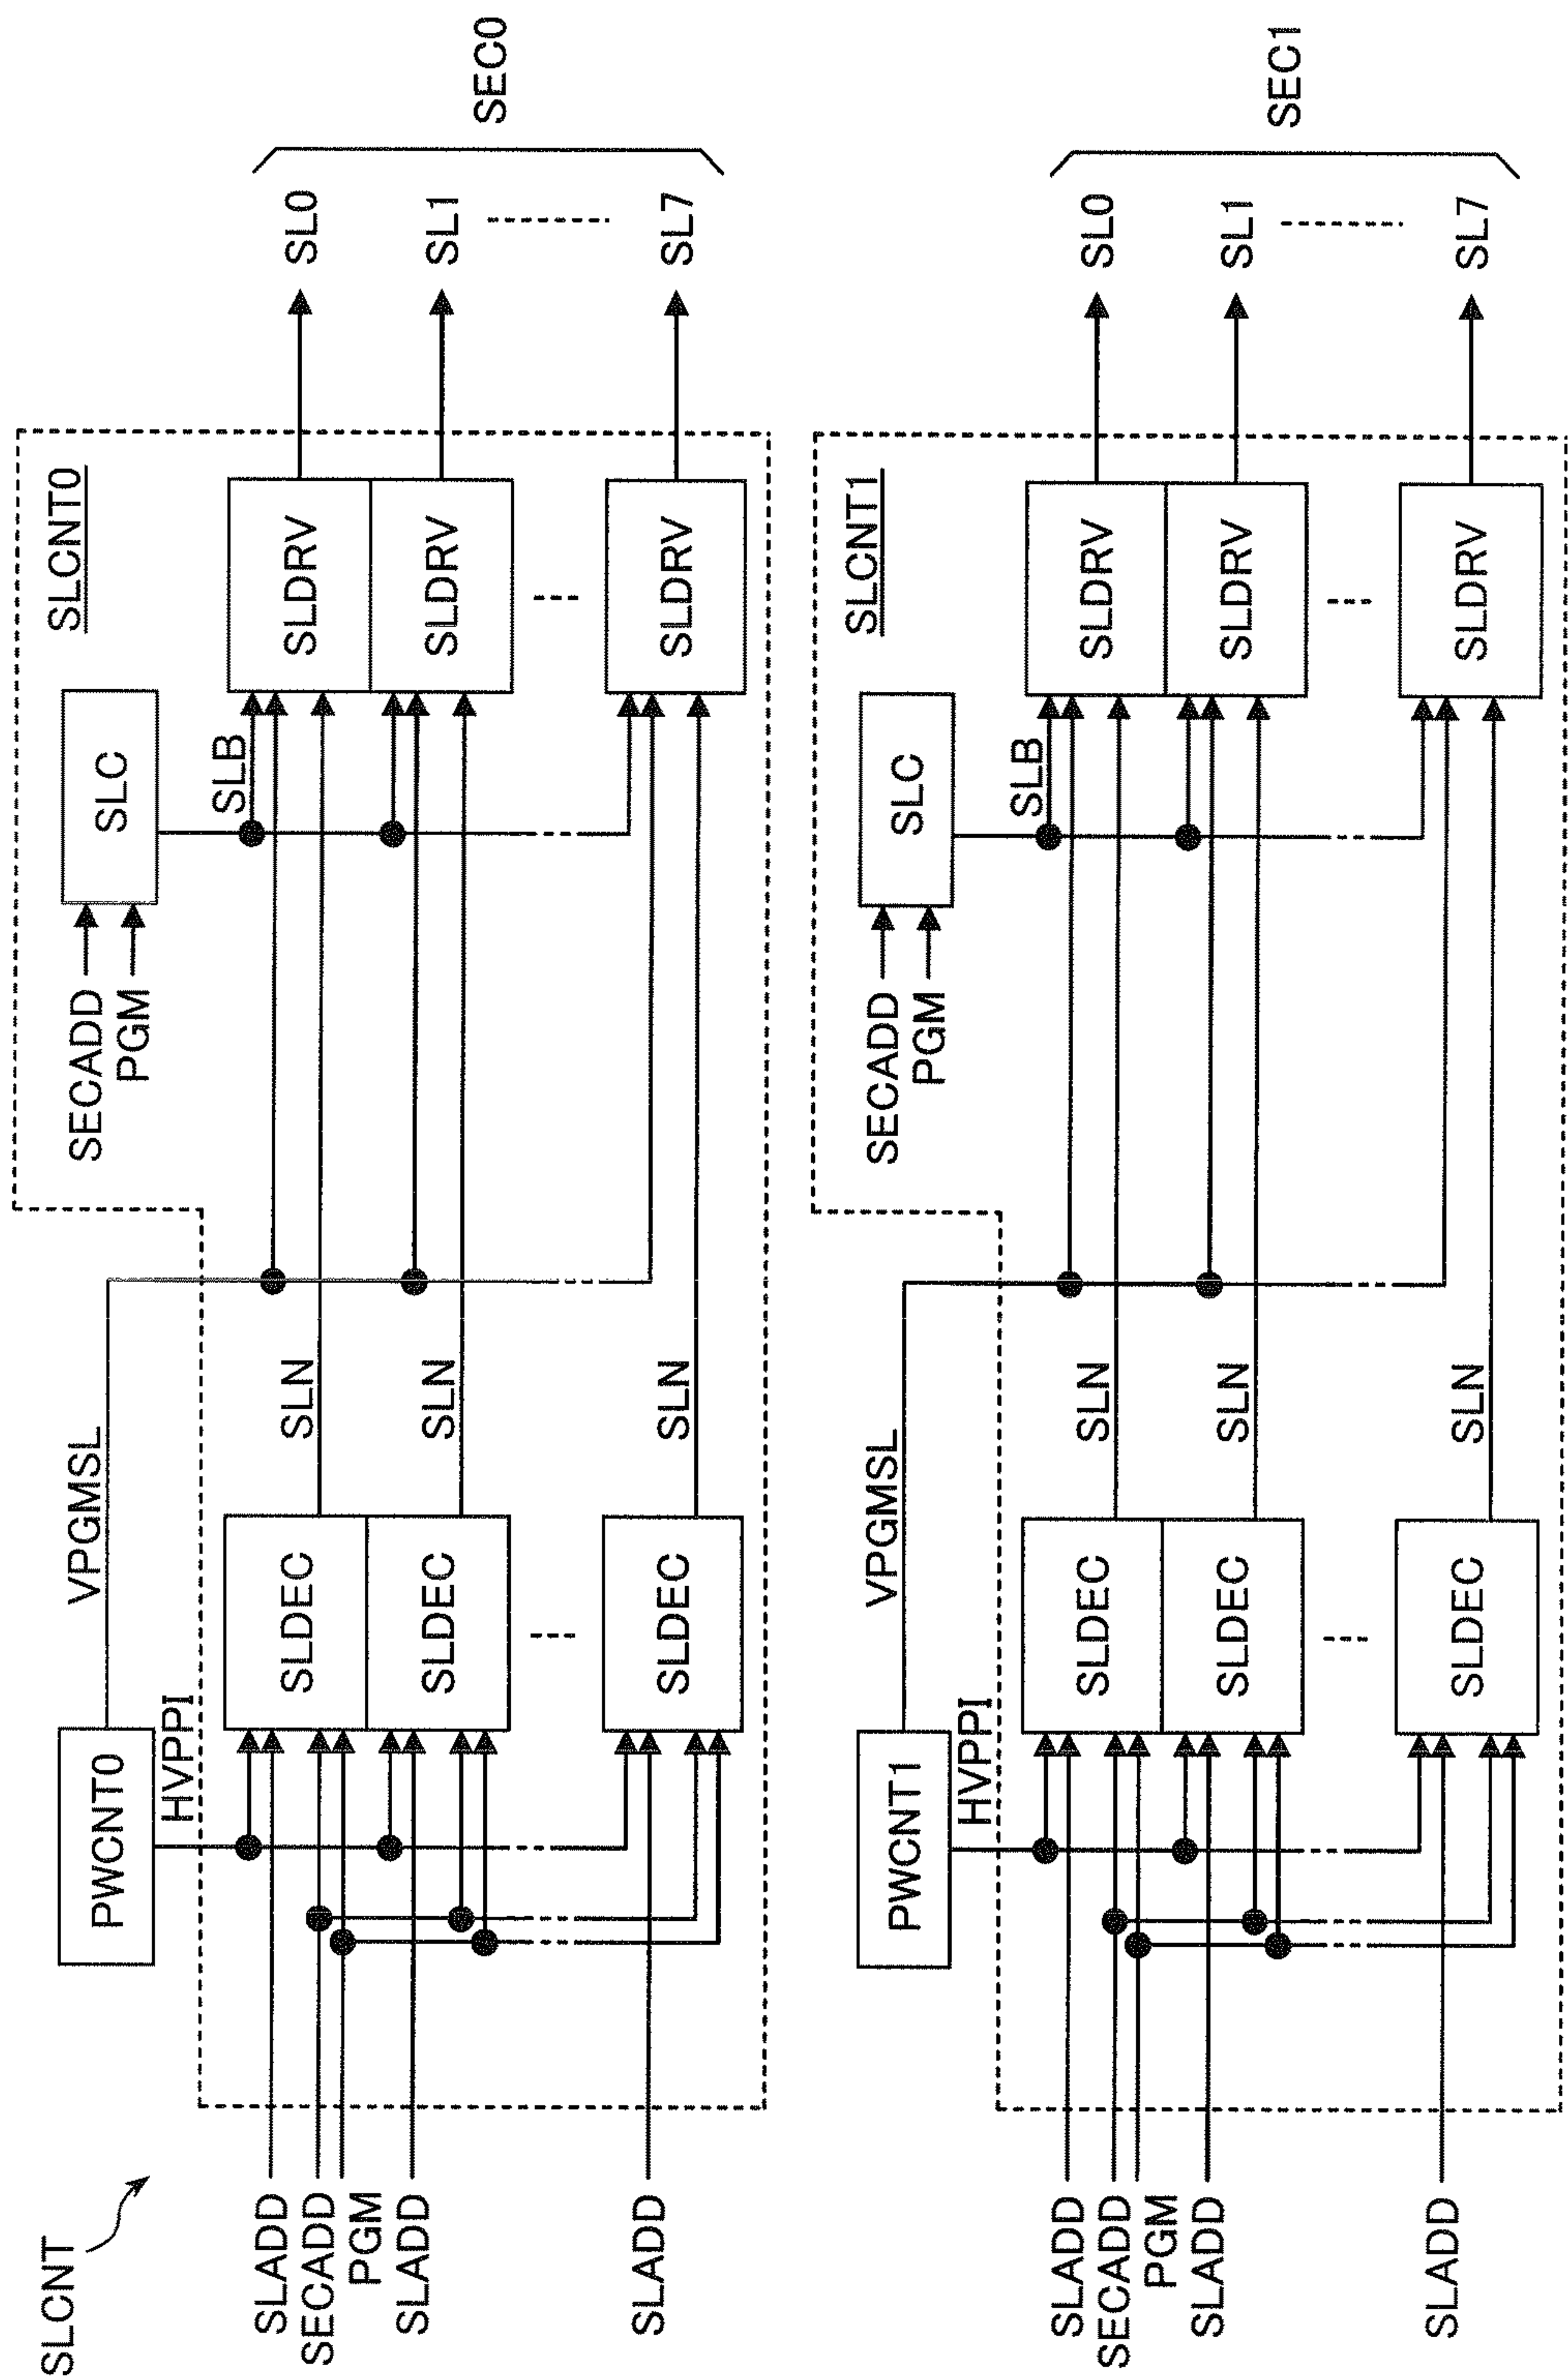 SLCNT
SLCNT0
PWCNT0
VPGMSL
HVPPI
SECADD
PGM
SLC
SLB
SLADD
SECADD
PGM
SLADD
SLADD
SLDEC
SLDEC
SLDEC
SLN
SLN
SLN
SLDRV
SLDRV
SLDRV
SL0
SL1
SL7
SEC0
SLCNT1
PWCNT1
VPGMSL
HVPPI
SECADD
PGM
SLC
SLB
SLADD
SECADD
PGM
SLADD
SLADD
SLDEC
SLDEC
SLDEC
SLN
SLN
SLN
SLDRV
SLDRV
SLDRV
SL0
SL1
SL7
SEC1